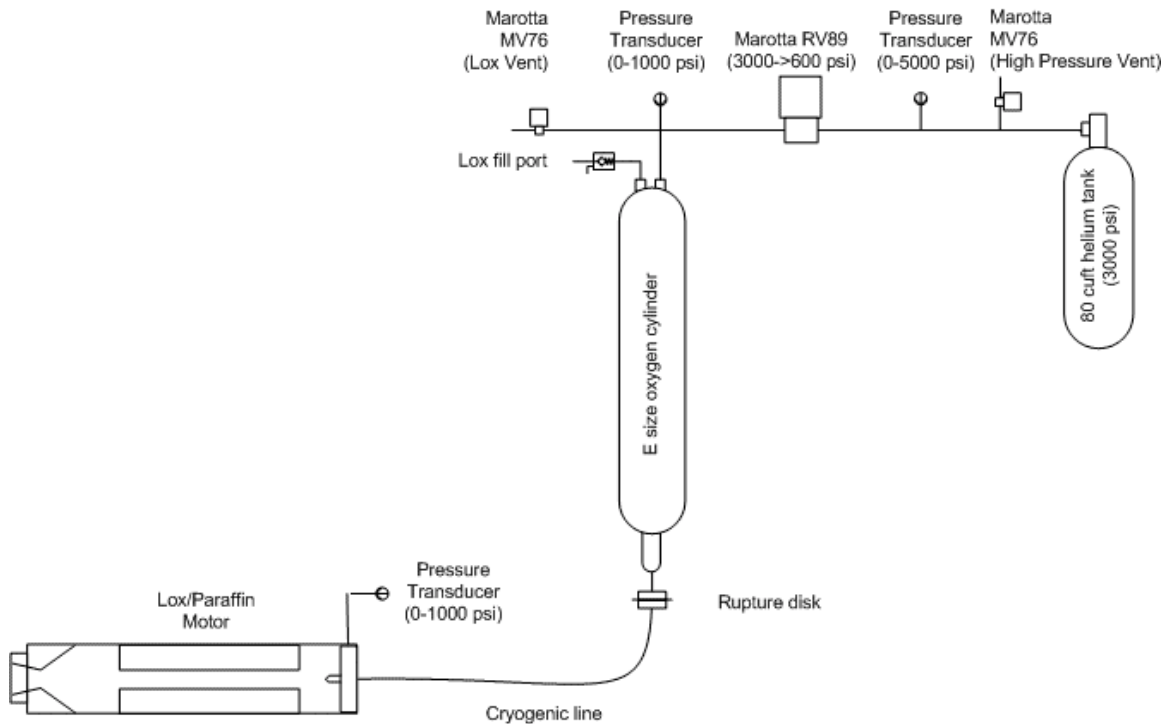 Marotta
MV76
(Lox Vent)
Pressure
Transducer
(0-1000 psi)
Marotta RV89
(3000->600 psi)
Pressure
Transducer
(0-5000 psi)
Marotta
MV76
(High Pressure Vent)
Lox fill port
80 cuft helium tank
(3000 psi)
E size oxygen cylinder
Pressure
Transducer
(0-1000 psi)
Lox/Paraffin
Motor
Rupture disk
Cryogenic line